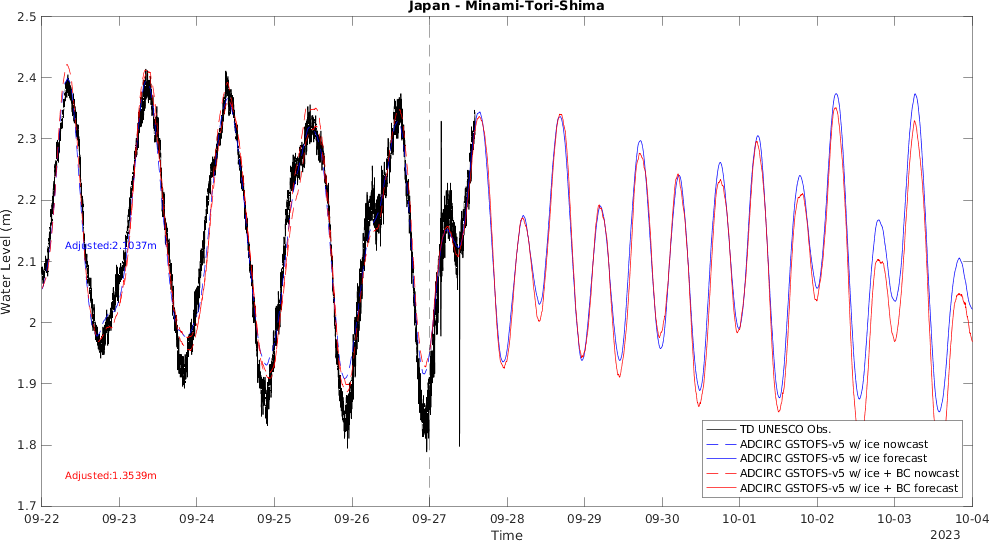 Japan - Minami-Tori-Shima
2.5
2.4
2.3
2.2
2.1
2
1.9
1.8
1.7
Water Level (m)
Adjusted:2.1037m
Adjusted:1.3539m
TD UNESCO Obs.
ADCIRC GSTOFS-v5 w/ ice nowcast
ADCIRC GSTOFS-v5 w/ ice forecast
ADCIRC GSTOFS-v5 w/ ice + BC nowcast
ADCIRC GSTOFS-v5 w/ ice + BC forecast
09-22 09-23 09-24 09-25 09-26 09-27 09-28 09-29 09-30 10-01 10-02 10-03 10-04
Time
2023